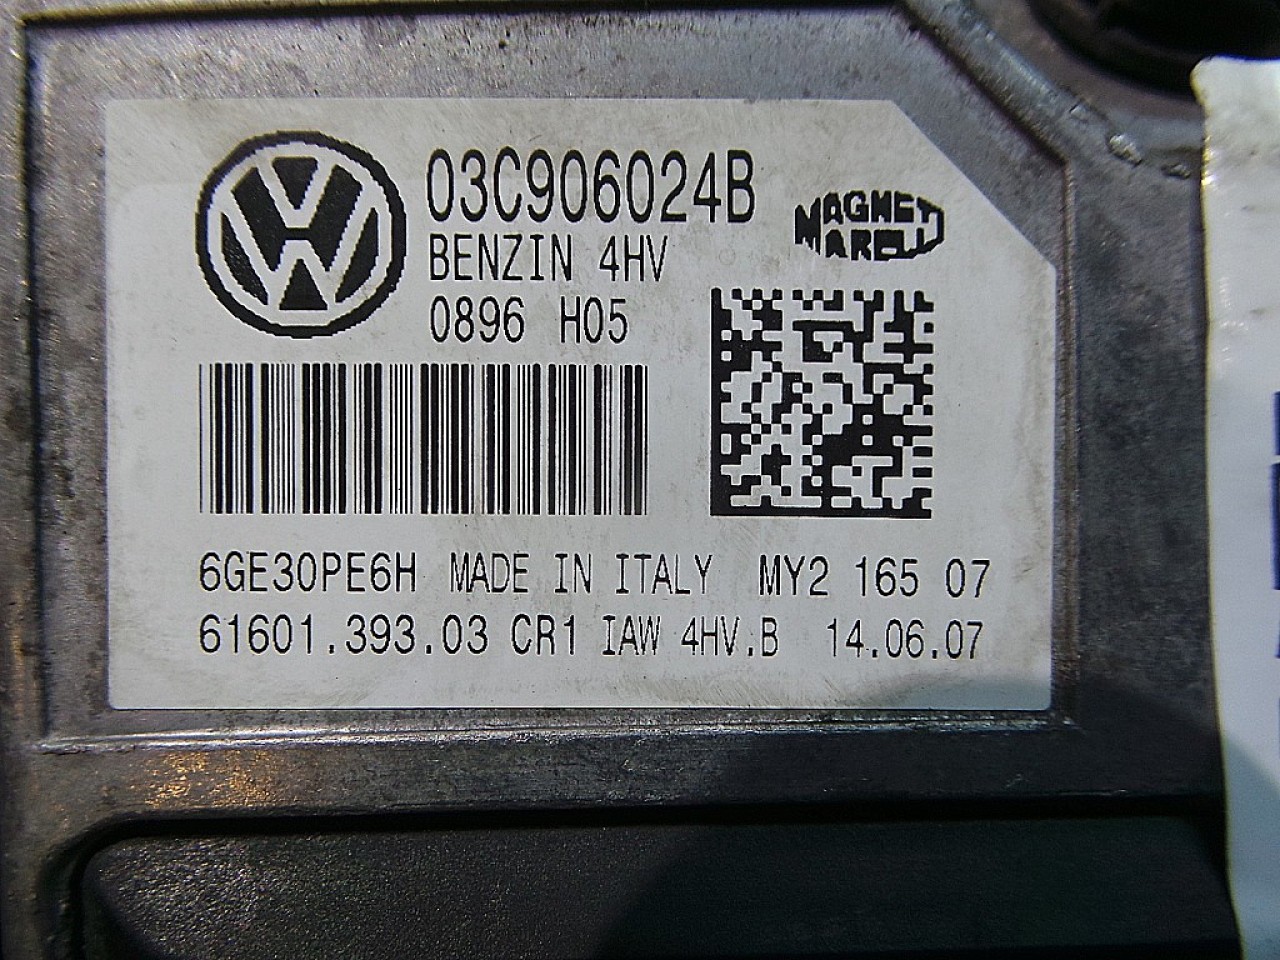 03C906024B
BENZIN 4HV
0896 H05
MAGNETI
MARELLI
6GE30PE6H MADE IN ITALY MY2 165 07
61601.393.03 CR1 IAW 4HV.B 14.06.07